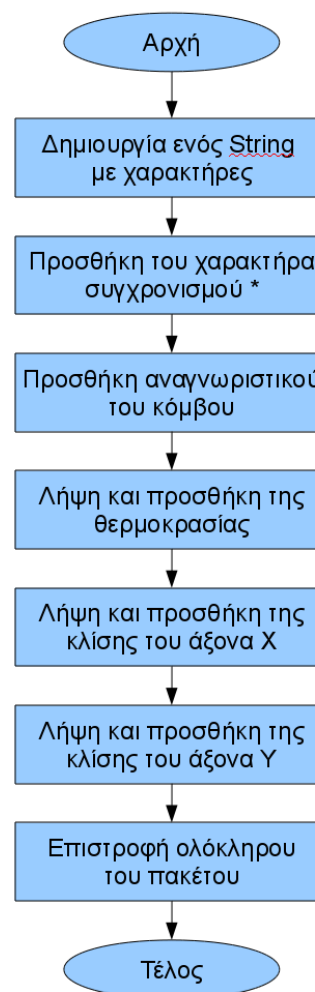 Αρχή
Δημιουργία ενός String
με χαρακτήρες
Προσθήκη του χαρακτήρα
συγχρονισμού *
Προσθήκη αναγνωριστικού
του κόμβου
Λήψη και προσθήκη της
θερμοκρασίας
Λήψη και προσθήκη της
κλίσης του άξονα X
Λήψη και προσθήκη της
κλίσης του άξονα Y
Επιστροφή ολόκληρου
του πακέτου
Τέλος